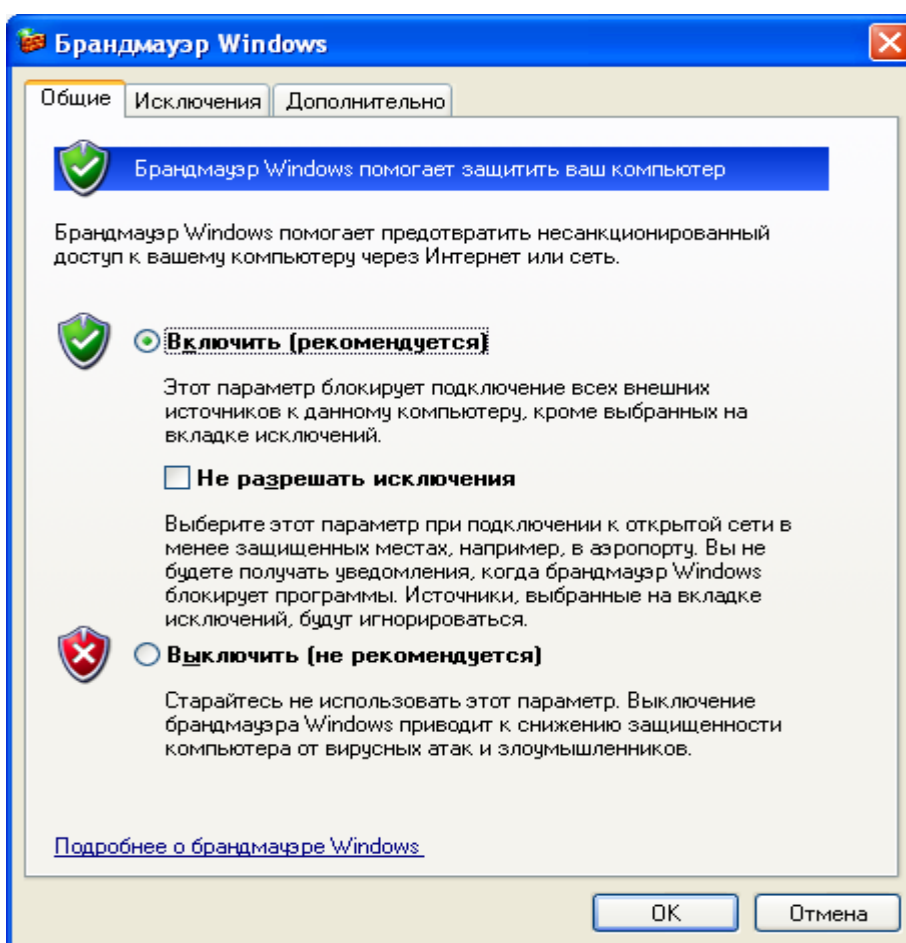 Брандмауэр Windows
Общие Исключения Дополнительно
Брандмауэр Windows помогает защитить ваш компьютер
Брандмауэр Windows помогает предотвратить несанкционированный
доступ к вашему компьютеру через Интернет или сеть.
Включить (рекомендуется)
Этот параметр блокирует подключение всех внешних
источников к данному компьютеру, кроме выбранных на
вкладке исключений.
Не разрешать исключения
Выберите этот параметр при подключении к открытой сети в
менее защищенных местах, например, в аэропорту. Вы не
будете получать уведомления, когда брандмауэр Windows
блокирует программы. Источники, выбранные на вкладке
исключений, будут игнорироваться.
Выключить (не рекомендуется)
Старайтесь не использовать этот параметр. Выключение
брандмауэра Windows приводит к снижению защищенности
компьютера от вирусных атак и злоумышленников.
Подробнее о брандмауэре Windows
OK Отмена